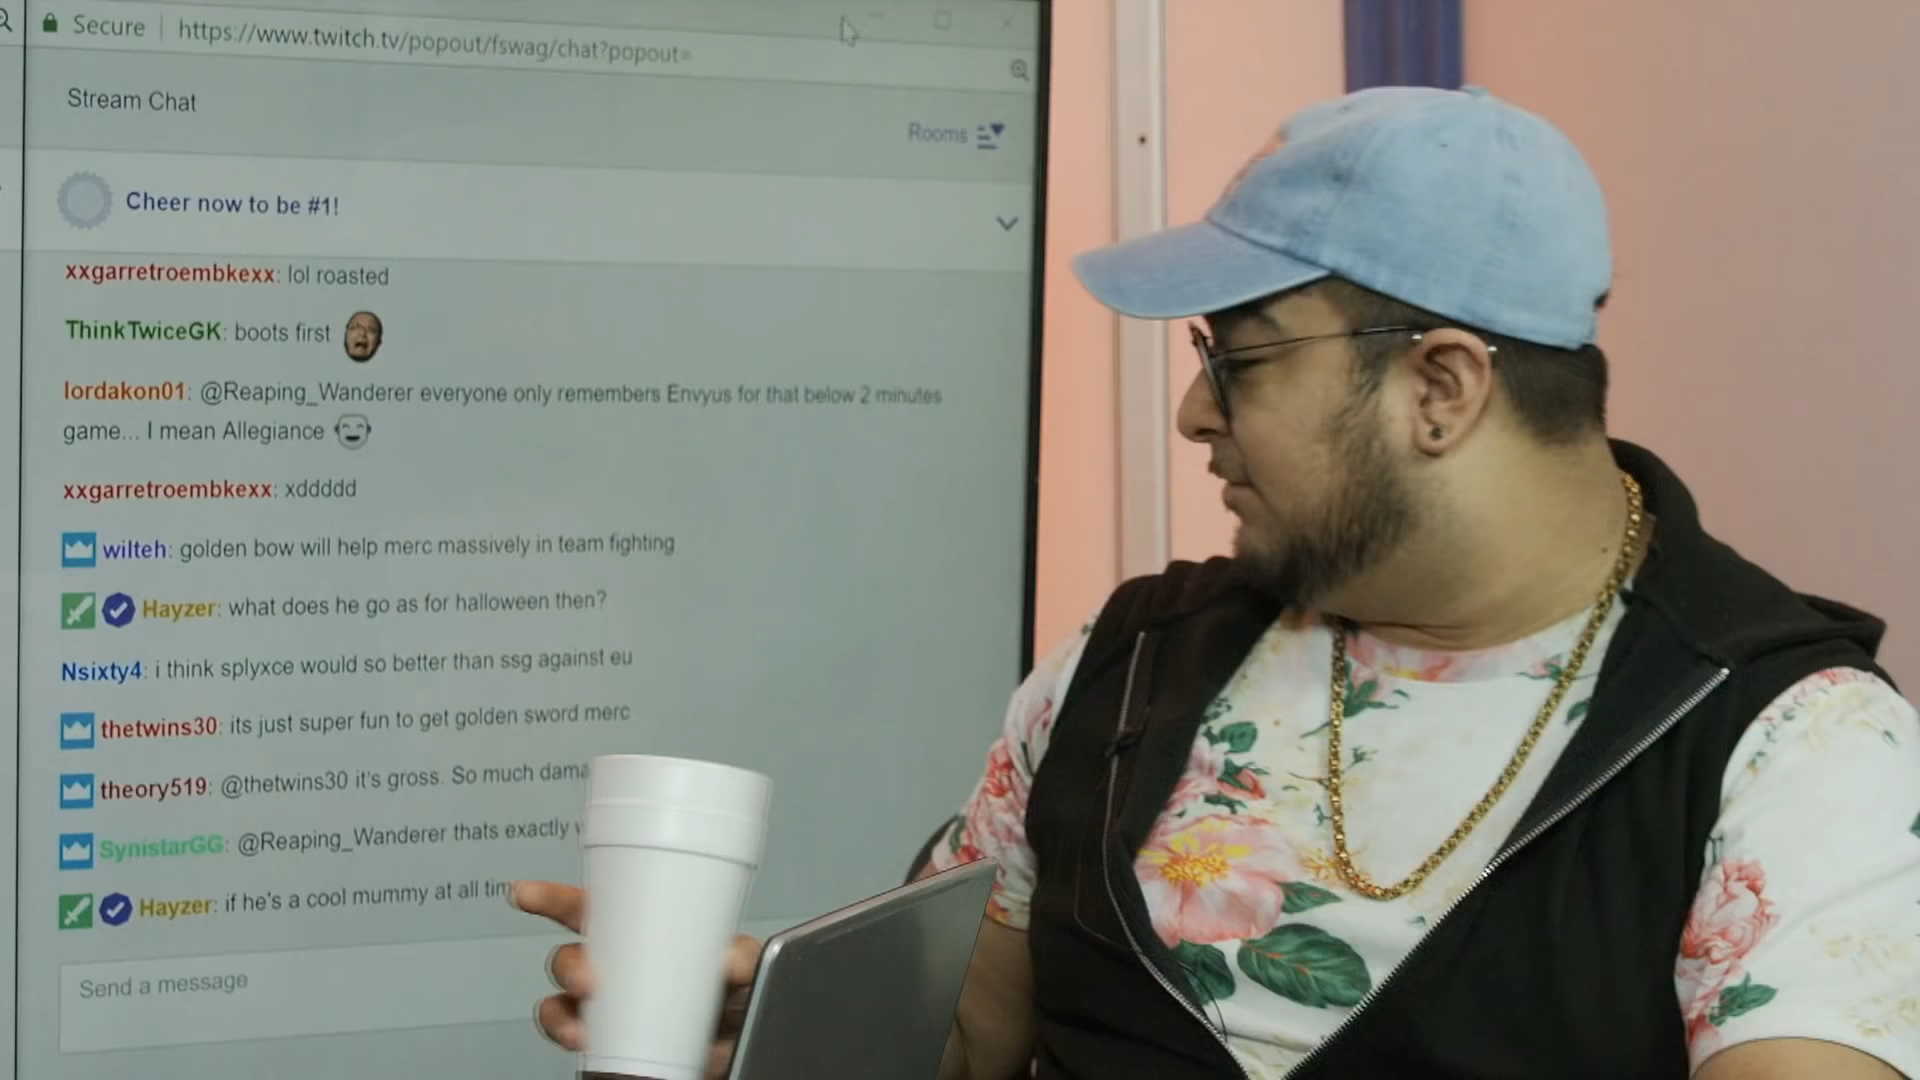 Secure | https://www.twitch.tv/popout/fswag/chat?popout=
Stream Chat
Rooms
Cheer now to be #1!
xxgarretroembkexx: lol roasted
ThinkTwiceGK: boots first
lordakon01: @Reaping_Wanderer everyone only remembers Envyus for that below 2 minutes
game... I mean Allegiance
xxgarretroembkexx: xddddd
wilteh: golden bow will help merc massively in team fighting
Hayzer: what does he go as for halloween then?
Nsixty4: i think splyxce would so better than ssg against eu
thetwins30: its just super fun to get golden sword merc
theory519: @thetwins30 it's gross. So much dama
SynistarGG: @Reaping_Wanderer thats exactly
Hayzer: if he's a cool mummy at all tim
Send a message